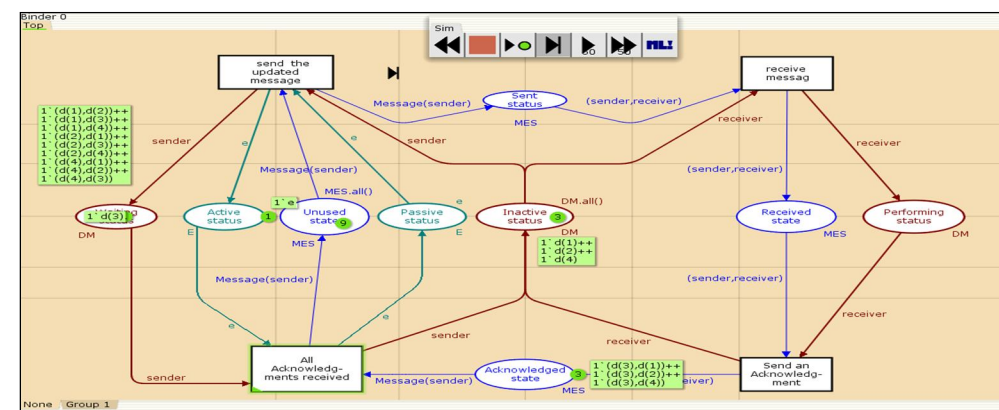 Binder 0
Top
Sim
60
50
ML!
send the
updated
message
receive
messag
Message(sender)
Sent
status
MES
(sender,receiver)
1`(d(1),d(2))++
1`(d(1),d(3))++
1`(d(1),d(4))++
1`(d(2),d(1))++
1`(d(2),d(3))++
1`(d(2),d(4))++
1`(d(4),d(1))++
1`(d(4),d(2))++
1`(d(4),d(3))
sender
e
e
sender
receiver
Message(sender)
(sender,receiver)
receiver
MES.all()
1`e
e
DM.all()
1`d(3)
DM
Active
status
1
E
Unused
state
9
MES
Passive
status
E
Inactive
status
3
DM
1`d(1)++
1`d(2)++
1`d(4)
Received
state
MES
Performing
status
DM
Message(sender)
(sender,receiver)
e
e
sender
receiver
receiver
All
Acknowledg-
ments received
sender
Message(sender)
Acknowledged
state
3
MES
1`(d(3),d(1))++
1`(d(3),d(2))++
1`(d(3),d(4))
eiver)
Send an
Acknowledg-
ment
None
Group 1